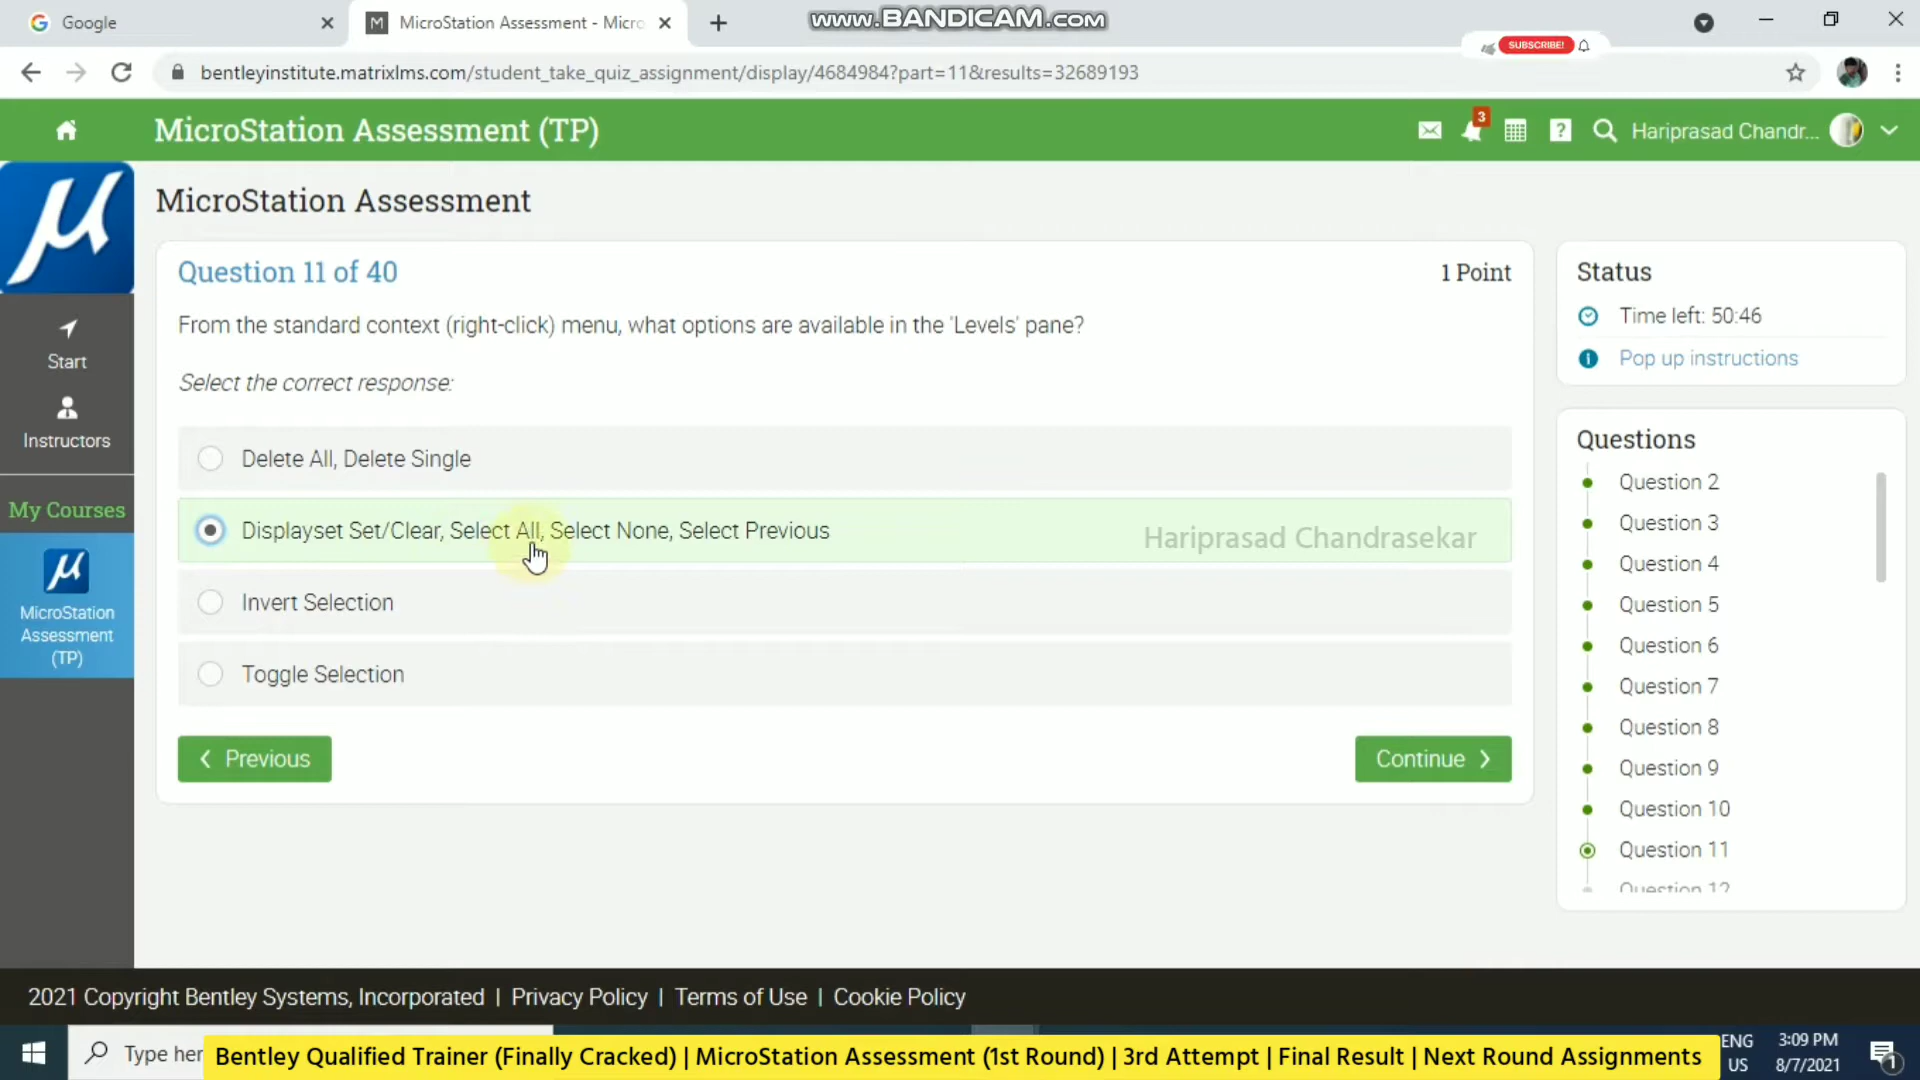 Google
MicroStation Assessment - Micro
www.BANDICAM.com
SUBSCRIBE!
bentleyinstitute.matrixlms.com/student_take_quiz_assignment/display/4684984?part=11&results=32689193
MicroStation Assessment (TP)
3
Hariprasad Chandr...
MicroStation Assessment
Question 11 of 40
1 Point
From the standard context (right-click) menu, what options are available in the 'Levels' pane?
Select the correct response:
Delete All, Delete Single
Displayset Set/Clear, Select All, Select None, Select Previous
Hariprasad Chandrasekar
Invert Selection
Toggle Selection
Previous
Continue
Status
Time left: 50:46
Pop up instructions
Questions
Question 2
Question 3
Question 4
Question 5
Question 6
Question 7
Question 8
Question 9
Question 10
Question 11
Question 12
Start
Instructors
My Courses
MicroStation
Assessment
(TP)
2021 Copyright Bentley Systems, Incorporated | Privacy Policy | Terms of Use | Cookie Policy
Type her
Bentley Qualified Trainer (Finally Cracked) | MicroStation Assessment (1st Round) | 3rd Attempt | Final Result | Next Round Assignments
ENG
US
3:09 PM
8/7/2021
1